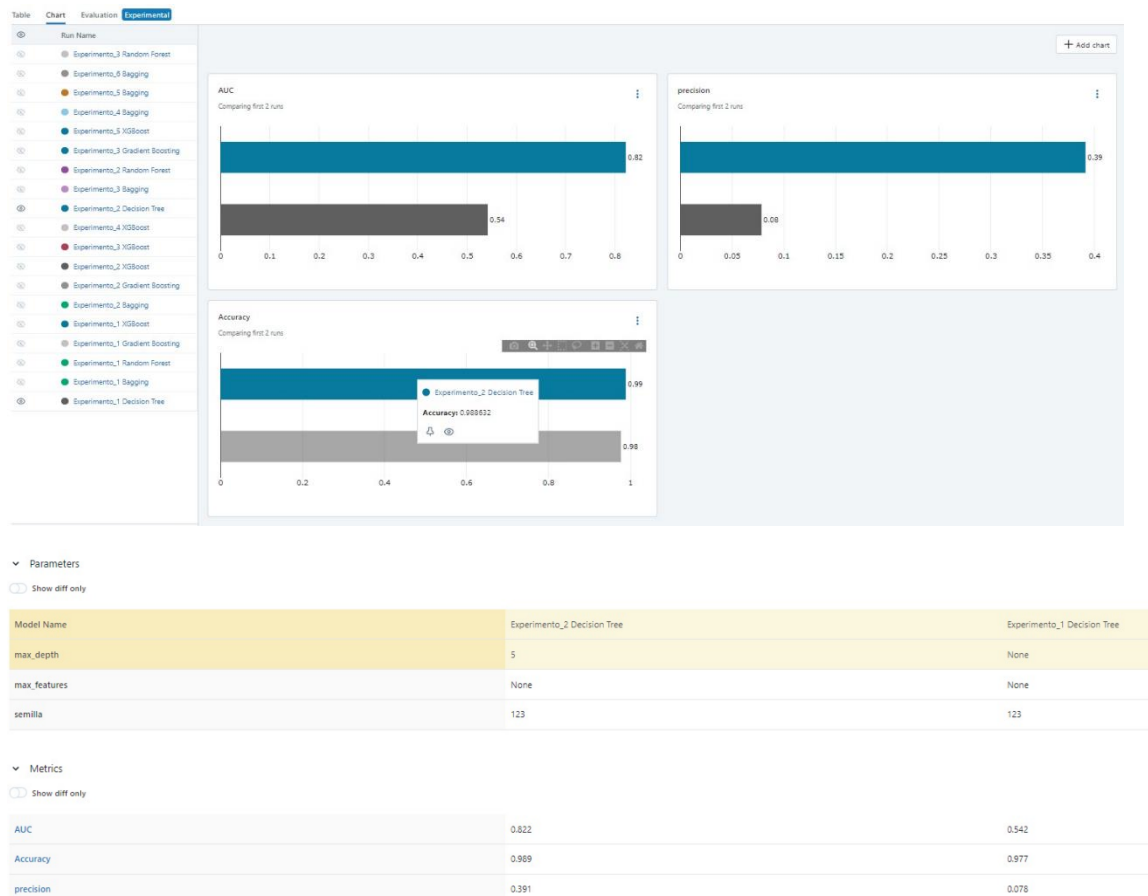 Table Chart Evaluation Experimental
Run Name
Experimento_3 Random Forest
Experimento_6 Bagging
Experimento_5 Bagging
Experimento_4 Bagging
Experimento_5 XGBoost
Experimento_3 Gradient Boosting
Experimento_2 Random Forest
Experimento_3 Bagging
Experimento_2 Decision Tree
Experimento_4 XGBoost
Experimento_3 XGBoost
Experimento_2 XGBoost
Experimento_2 Gradient Boosting
Experimento_2 Bagging
Experimento_1 XGBoost
Experimento_1 Gradient Boosting
Experimento_1 Random Forest
Experimento_1 Bagging
Experimento_1 Decision Tree
+ Add chart
AUC
Comparing first 2 runs
0.82
0.54
0 0.1 0.2 0.3 0.4 0.5 0.6 0.7 0.8
precision
Comparing first 2 runs
0.39
0.08
0 0.05 0.1 0.15 0.2 0.25 0.3 0.35 0.4
Accuracy
Comparing first 2 runs
0.99
Experimento_2 Decision Tree
Accuracy: 0.988632
0.98
0 0.2 0.4 0.6 0.8 1
Parameters
Show diff only
Model Name Experimento_2 Decision Tree Experimento_1 Decision Tree
max_depth 5 None
max_features None None
semilla 123 123
Metrics
Show diff only
AUC 0.822 0.542
Accuracy 0.989 0.977
precision 0.391 0.078